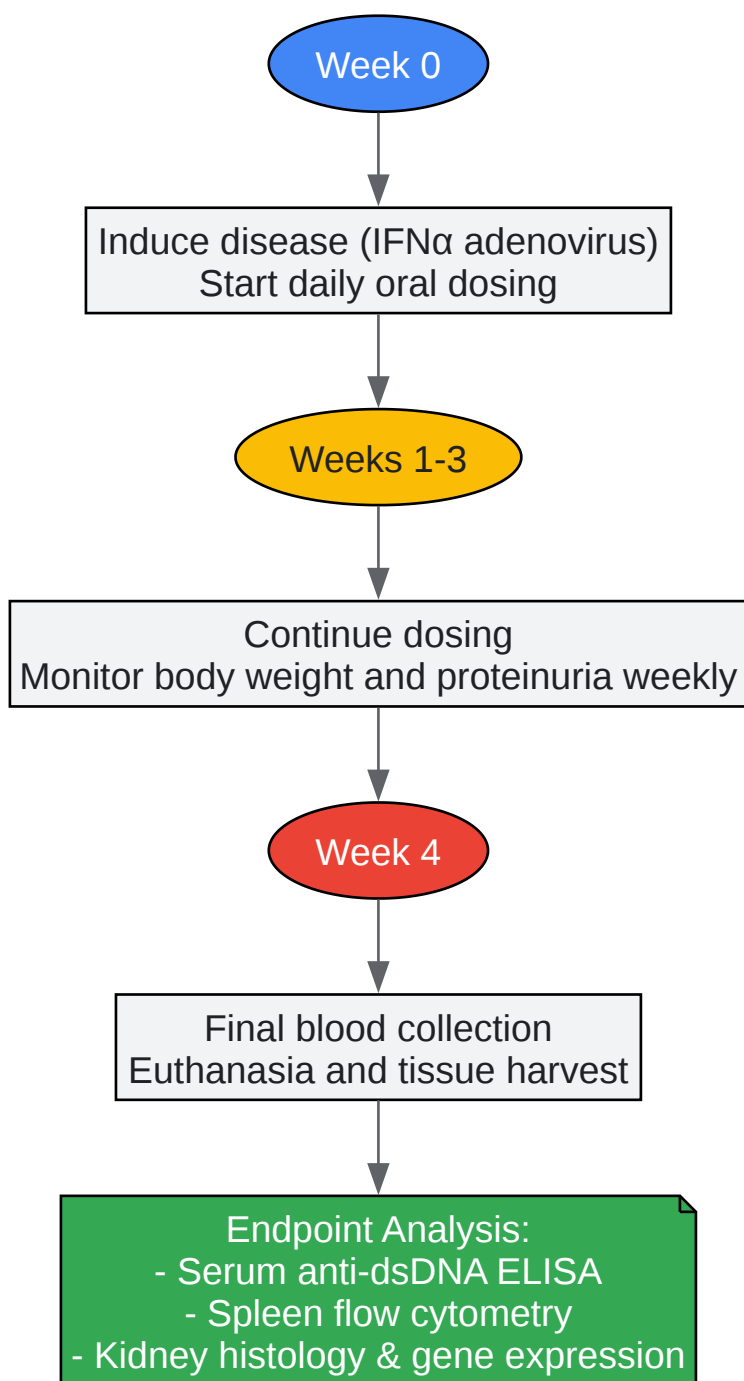 Week 0
Induce disease (IFNα adenovirus)
Start daily oral dosing
Weeks 1-3
Continue dosing
Monitor body weight and proteinuria weekly
Week 4
Final blood collection
Euthanasia and tissue harvest
Endpoint Analysis:
- Serum anti-dsDNA ELISA
- Spleen flow cytometry
- Kidney histology & gene expression